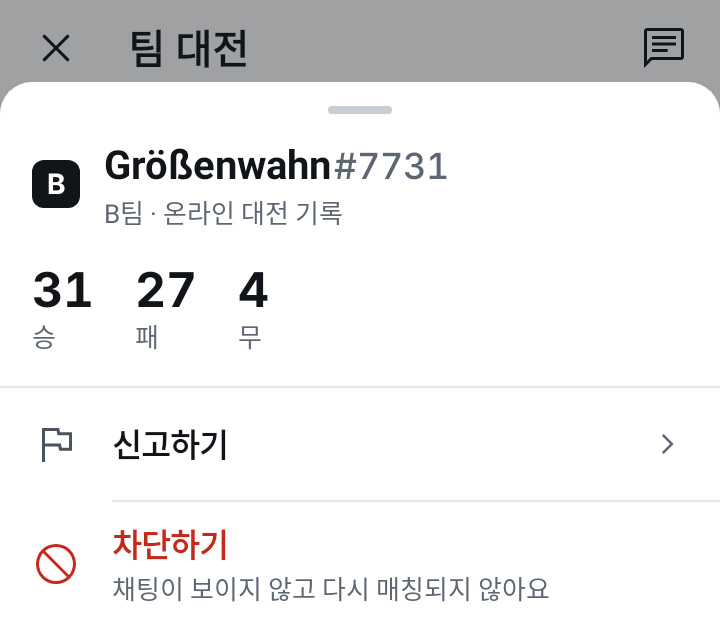 팀 대전
B
Größenwahn#7731
B팀 · 온라인 대전 기록
31 27 4
승 패 무
신고하기
차단하기
채팅이 보이지 않고 다시 매칭되지 않아요